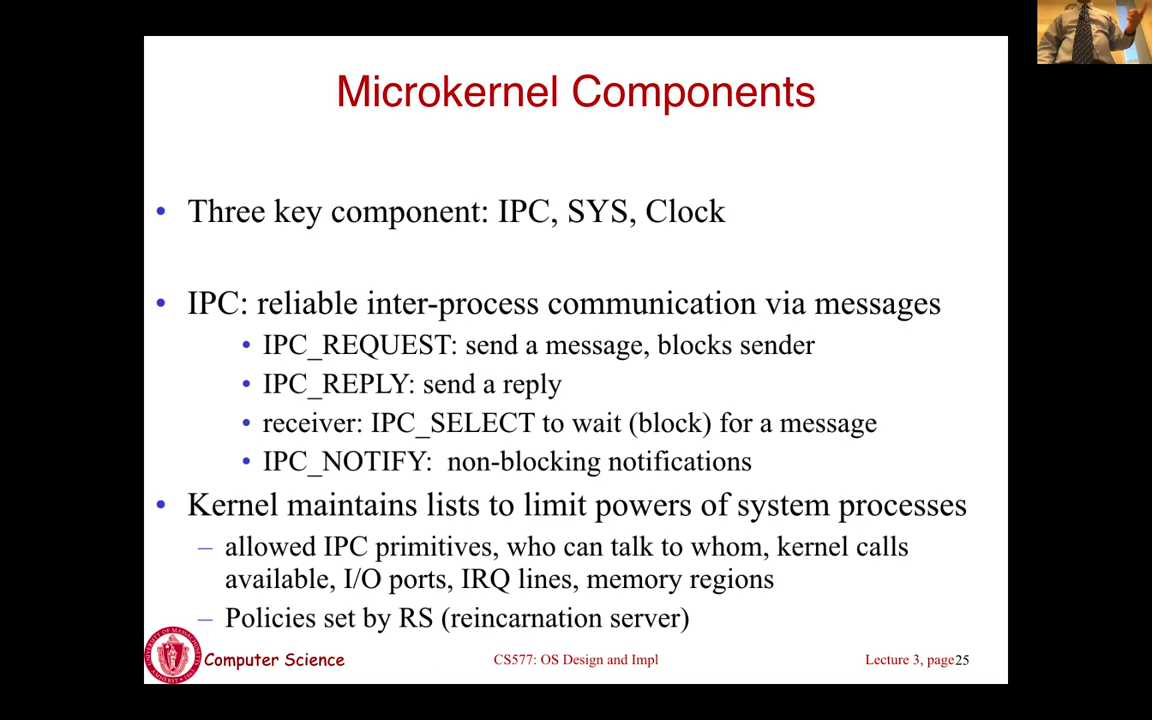 Microkernel Components
• Three key component: IPC, SYS, Clock
• IPC: reliable inter-process communication via messages
• IPC_REQUEST: send a message, blocks sender
• IPC_REPLY: send a reply
• receiver: IPC_SELECT to wait (block) for a message
• IPC_NOTIFY: non-blocking notifications
• Kernel maintains lists to limit powers of system processes
– allowed IPC primitives, who can talk to whom, kernel calls
available, I/O ports, IRQ lines, memory regions
– Policies set by RS (reincarnation server)
Computer Science
CS577: OS Design and Impl
Lecture 3, page25